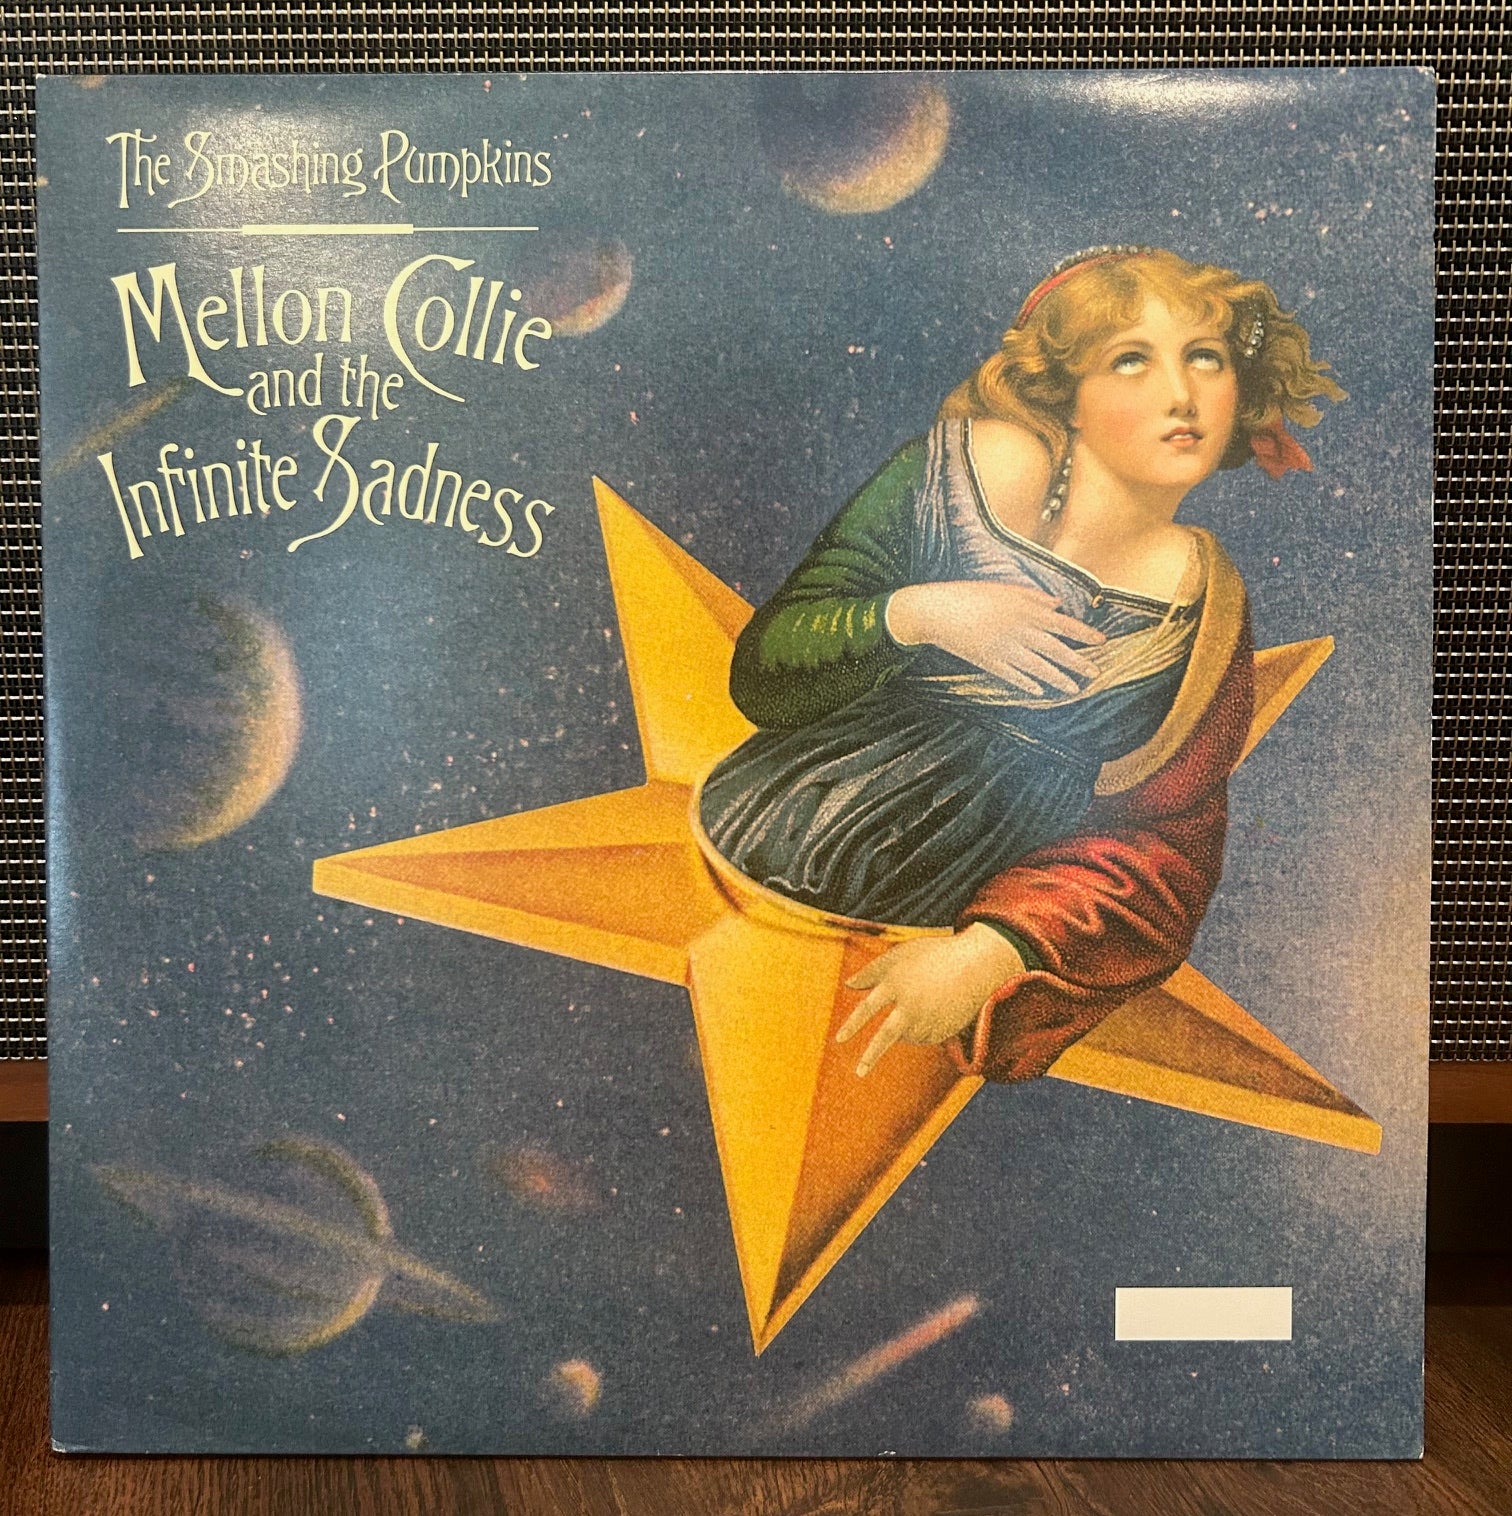 The Smashing Pumpkins
Mellon Collie
and the
Infinite Sadness